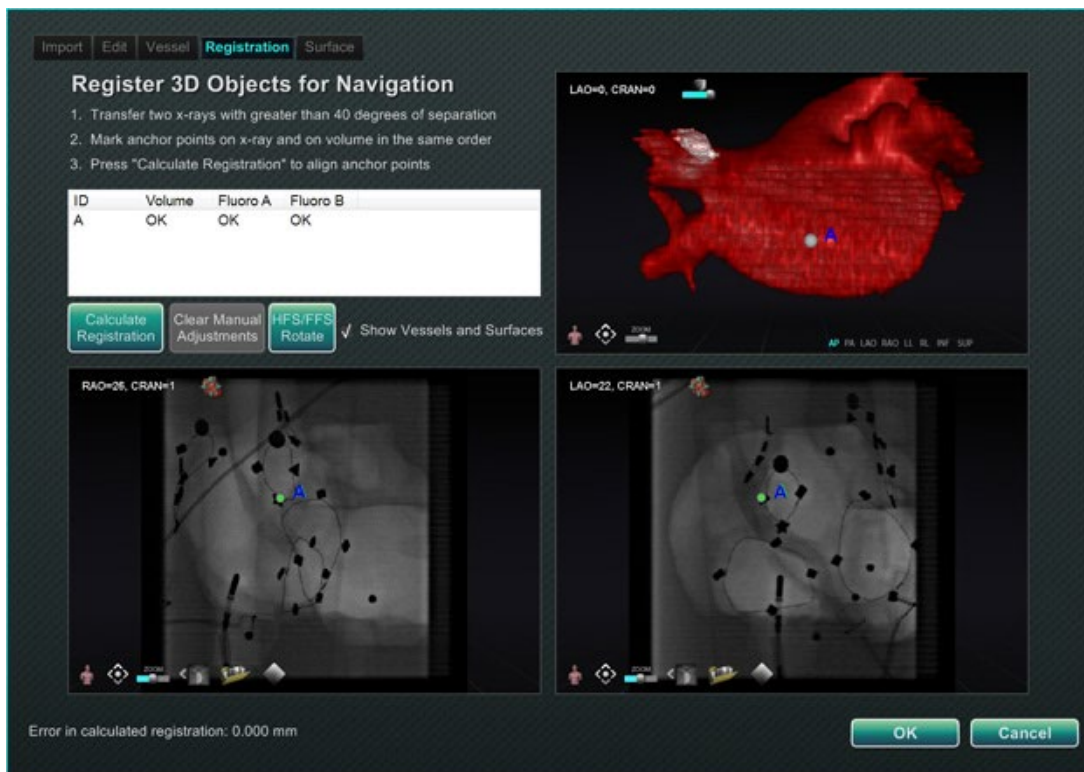 Import Edit Vessel Registration Surface
Register 3D Objects for Navigation
1. Transfer two x-rays with greater than 40 degrees of separation
2. Mark anchor points on x-ray and on volume in the same order
3. Press "Calculate Registration" to align anchor points
ID Volume Fluoro A Fluoro B
A OK OK OK
Calculate Registration
Clear Manual Adjustments
HFS/FFS Rotate
√ Show Vessels and Surfaces
LAO=0, CRAN=0
A
ZOOM
AP PA LAO RAO LL RL INF SUP
RAO=26, CRAN=1
A
ZOOM
LAO=22, CRAN=1
A
ZOOM
Error in calculated registration: 0.000 mm
OK Cancel